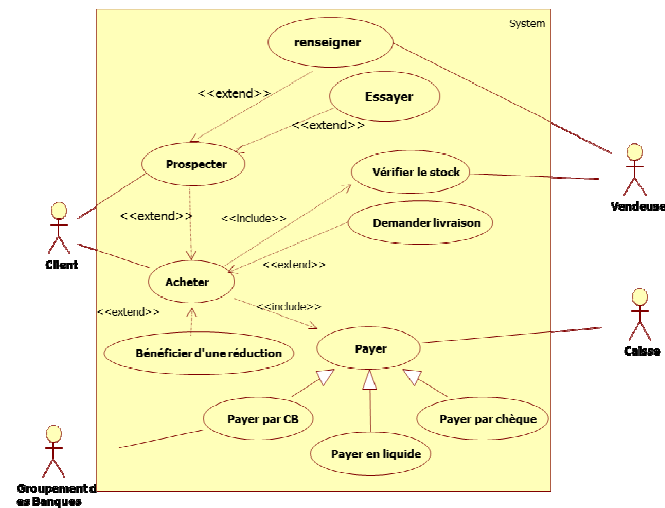 System
renseigner
<<extend>>
Essayer
<<extend>>
Prospecter
Vérifier le stock
Vendeuse
<<extend>>
<<include>>
Demander livraison
Client
<<extend>>
Acheter
<<include>>
<<extend>>
Bénéficier d'une réduction
Payer
Caisse
Payer par CB
Payer par chèque
Payer en liquide
Groupement d
es Banques